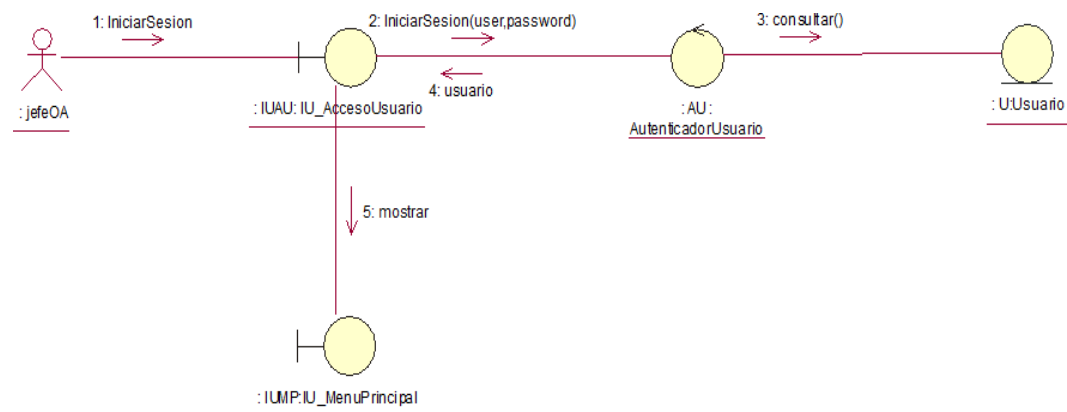 1: IniciarSesion
2: IniciarSesion(user,password)
3: consultar()
4: usuario
: jefeOA
: IUAU: IU_AccesoUsuario
: AU :
AutenticadorUsuario
: U:Usuario
5: mostrar
: IUMP:IU_MenuPrincipal